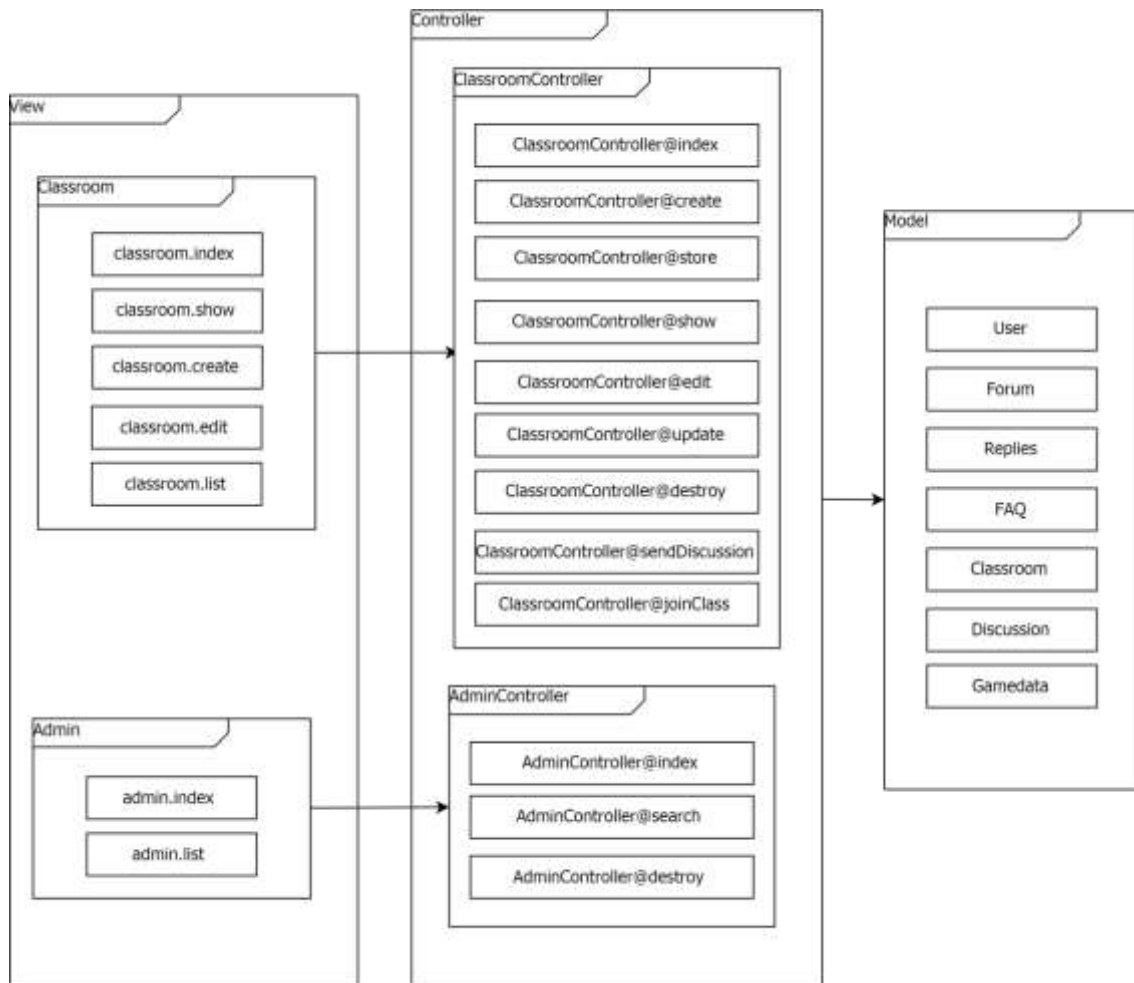 View
Classroom
classroom.index
classroom.show
classroom.create
classroom.edit
classroom.list
Admin
admin.index
admin.list
Controller
ClassroomController
ClassroomController@index
ClassroomController@create
ClassroomController@store
ClassroomController@show
ClassroomController@edit
ClassroomController@update
ClassroomController@destroy
ClassroomController@sendDiscussion
ClassroomController@joinClass
AdminController
AdminController@index
AdminController@search
AdminController@destroy
Model
User
Forum
Replies
FAQ
Classroom
Discussion
Gamedata